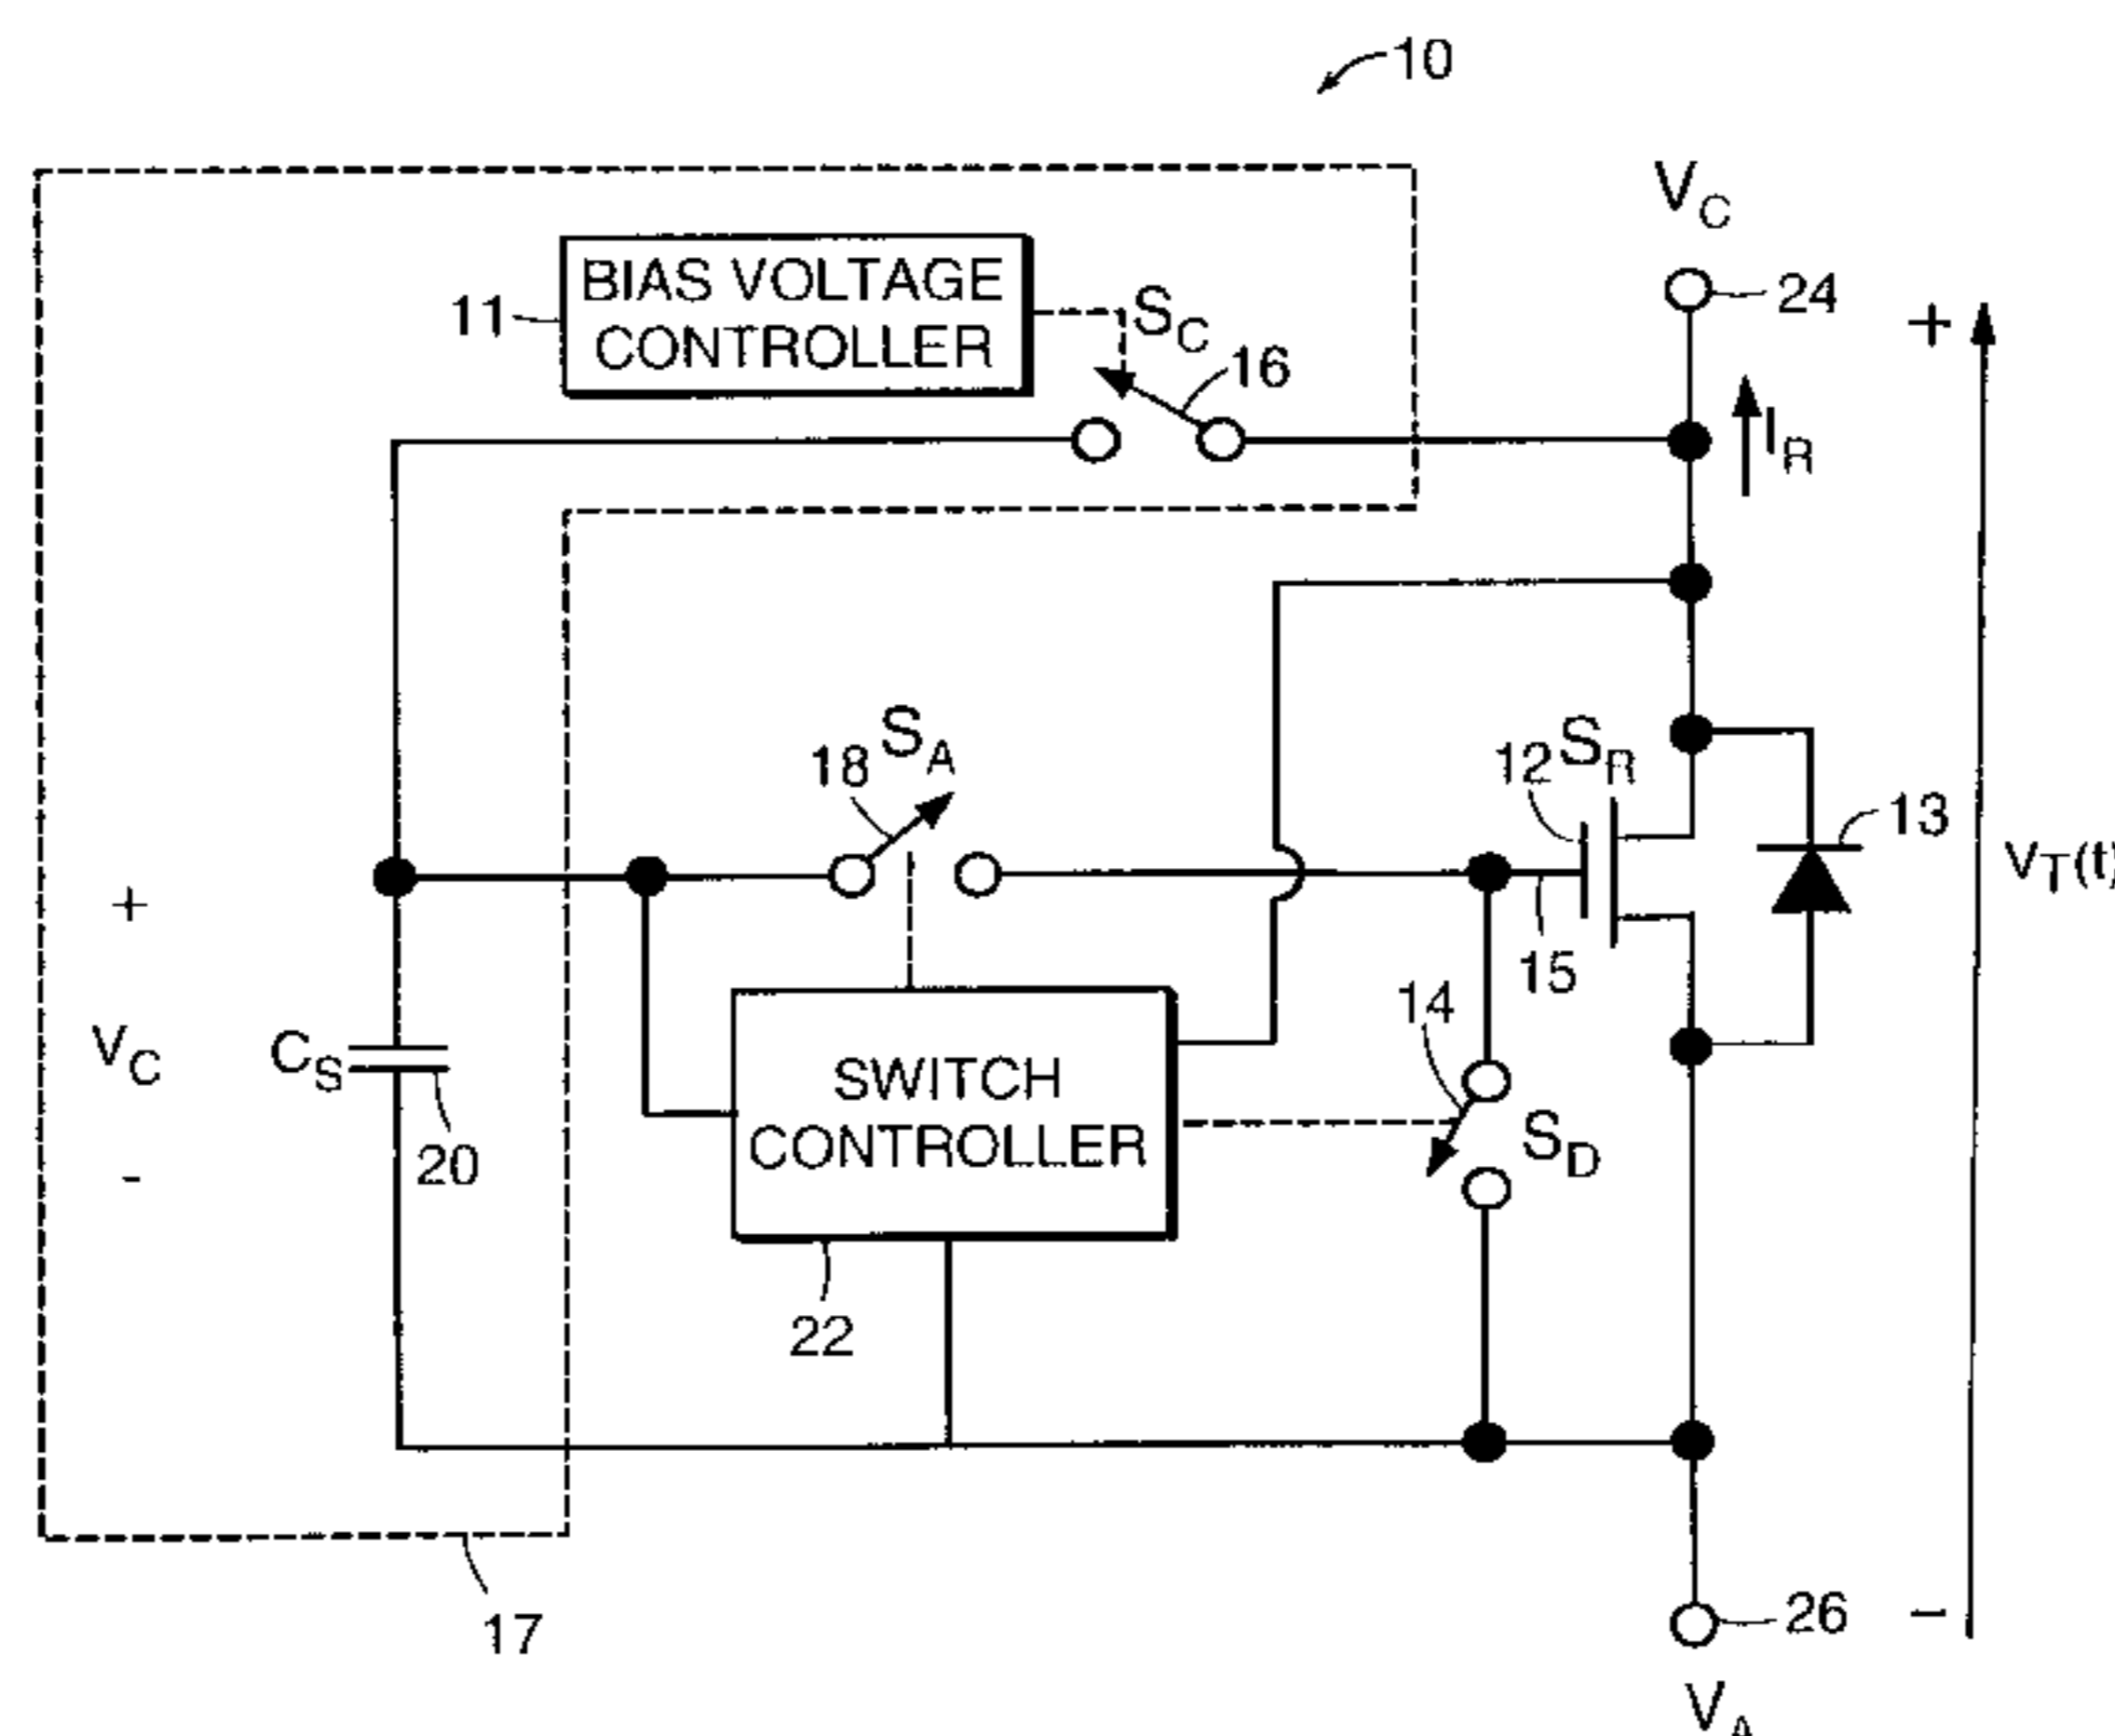 10
V_C
BIAS VOLTAGE
CONTROLLER
11
S_C
16
24
+
I_R
18
S_A
12
S_R
13
V_T(t)
15
+
V_C
-
C_S
20
14
SWITCH
CONTROLLER
S_D
22
17
26
-
V_A